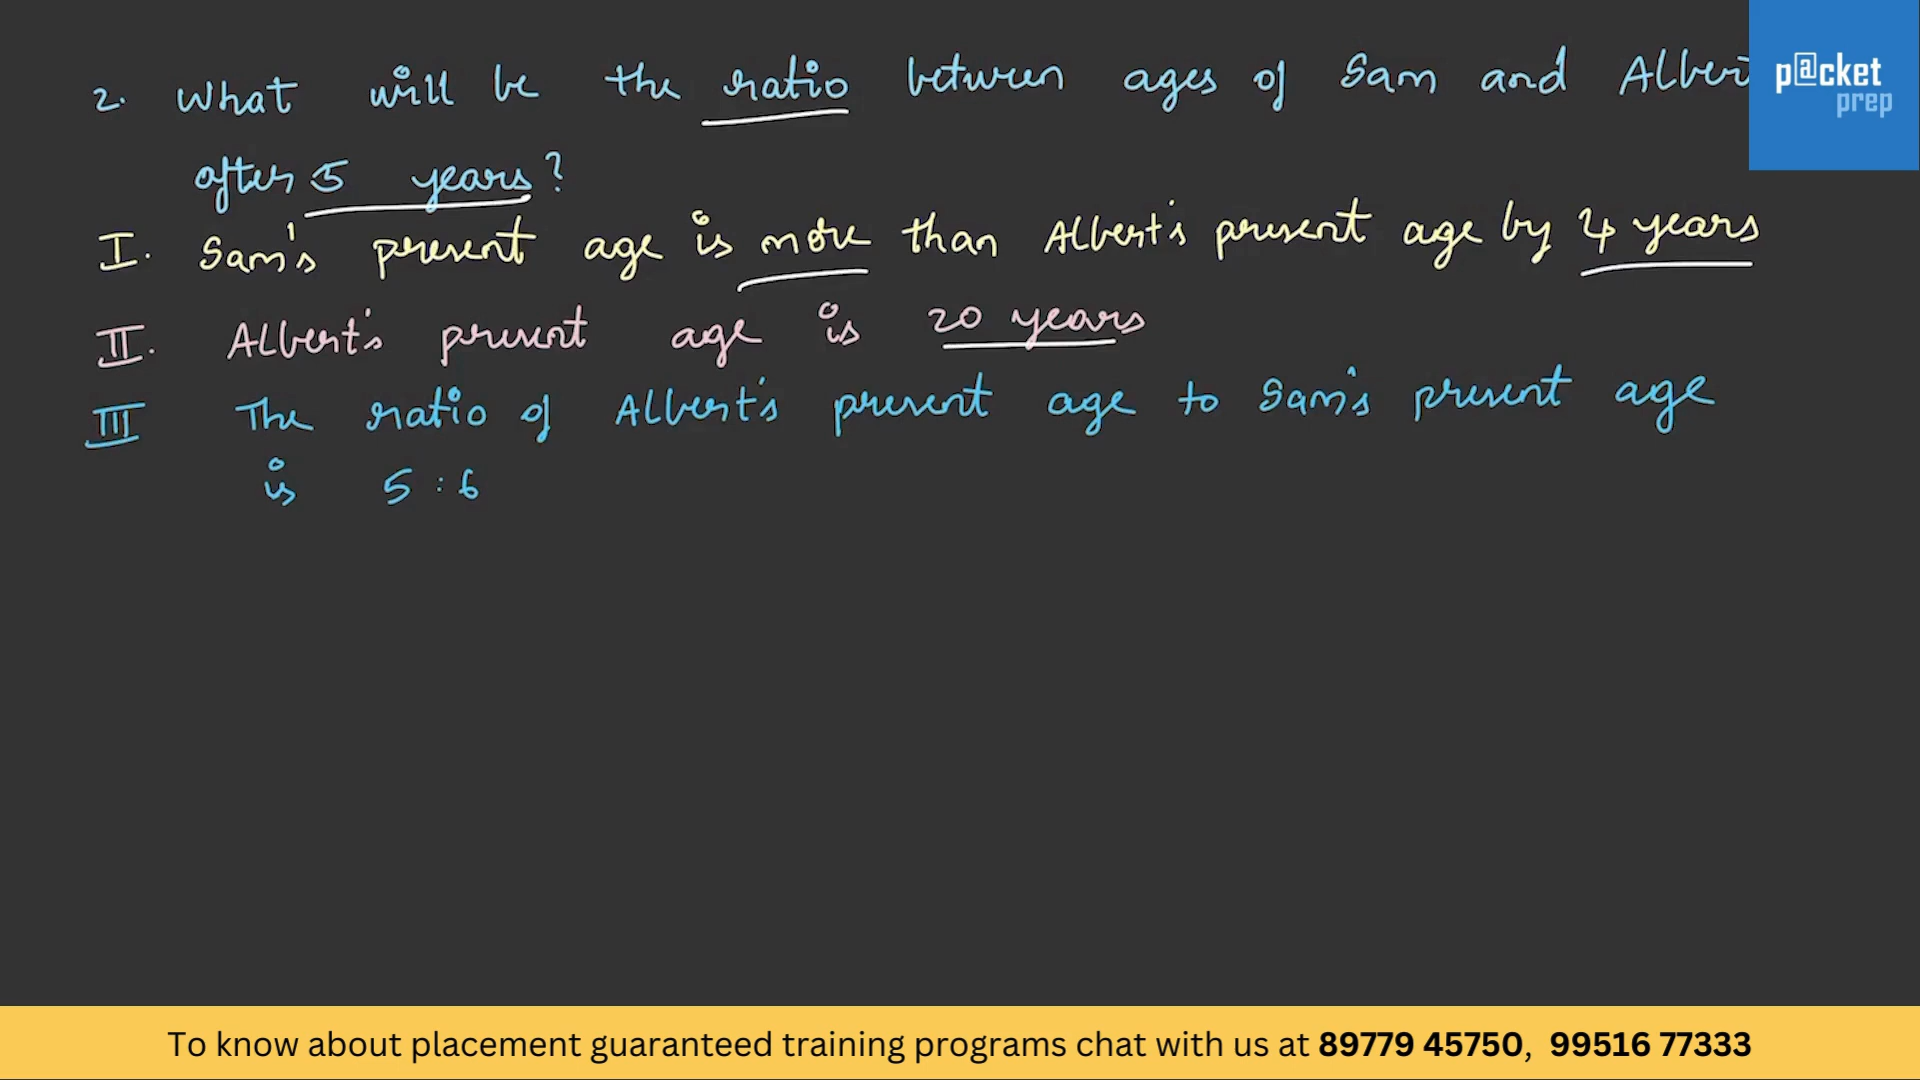 2. What will be the ratio between ages of Sam and Albert
p@cket
prep
after 5 years?
I. Sam's present age is more than Albert's present age by 4 years
II. Albert's present age is 20 years
III The ratio of Albert's present age to Sam's present age
is 5:6
To know about placement guaranteed training programs chat with us at 89779 45750, 99516 77333